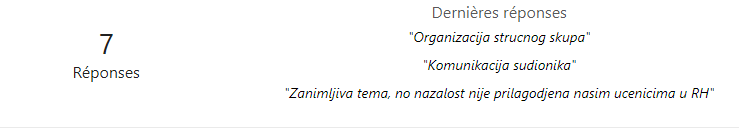 7
Réponses
Dernières réponses
"Organizacija strucnog skupa"
"Komunikacija sudionika"
"Zanimljiva tema, no nazalost nije prilagodjena nasim ucenicima u RH"